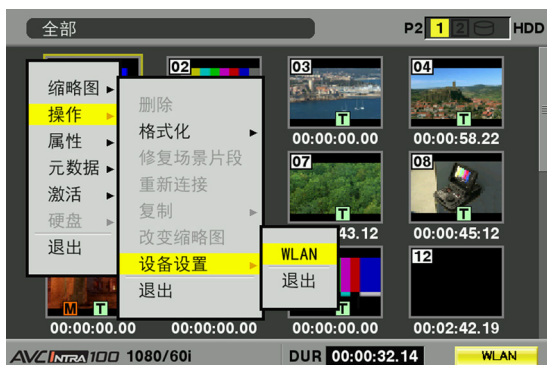 全部
P2 1 2 HDD
02
03
04
缩略图
操作
属性
元数据
激活
硬盘
退出
删除
格式化
修复场景片段
重新连接
复制
改变缩略图
设备设置
退出
WLAN
退出
00:00:00.00
00:00:58.22
07
08
43.12
00:00:45:12
12
T
T
T
T
M T
T
00:00:00.00
00:00:00.00
00:00:00.00
00:02:42.19
AVC INTRA 100 1080/60i
DUR 00:00:32.14
WLAN